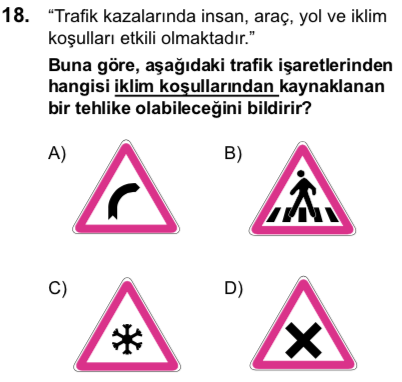 18. “Trafik kazalarında insan, araç, yol ve iklim
koşulları etkili olmaktadır.”
Buna göre, aşağıdaki trafik işaretlerinden
hangisi iklim koşullarından kaynaklanan
bir tehlike olabileceğini bildirir?
A) B)
C) D)